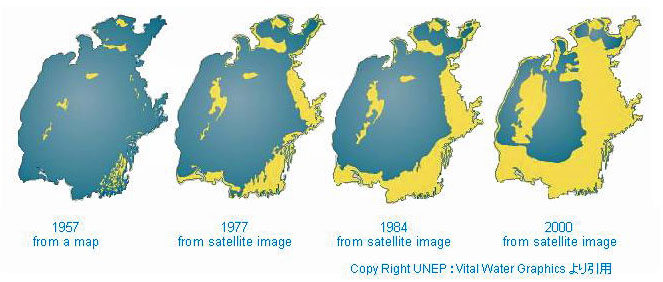 1957
from a map
1977
from satellite image
1984
from satellite image
2000
from satellite image
Copy Right UNEP : Vital Water Graphics より引用